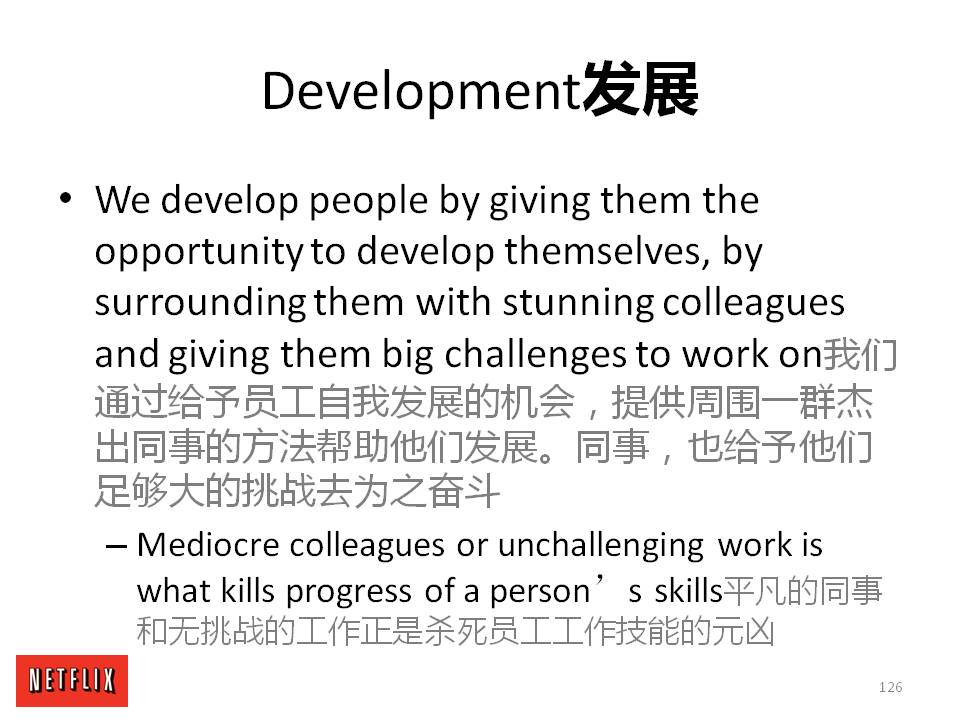 Development发展
• We develop people by giving them the
opportunity to develop themselves, by
surrounding them with stunning colleagues
and giving them big challenges to work on我们
通过给予员工自我发展的机会，提供周围一群杰
出同事的方法帮助他们发展。同事，也给予他们
足够大的挑战去为之奋斗
– Mediocre colleagues or unchallenging work is
what kills progress of a person’s skills平凡的同事
和无挑战的工作正是杀死员工工作技能的元凶
NETFLIX
126